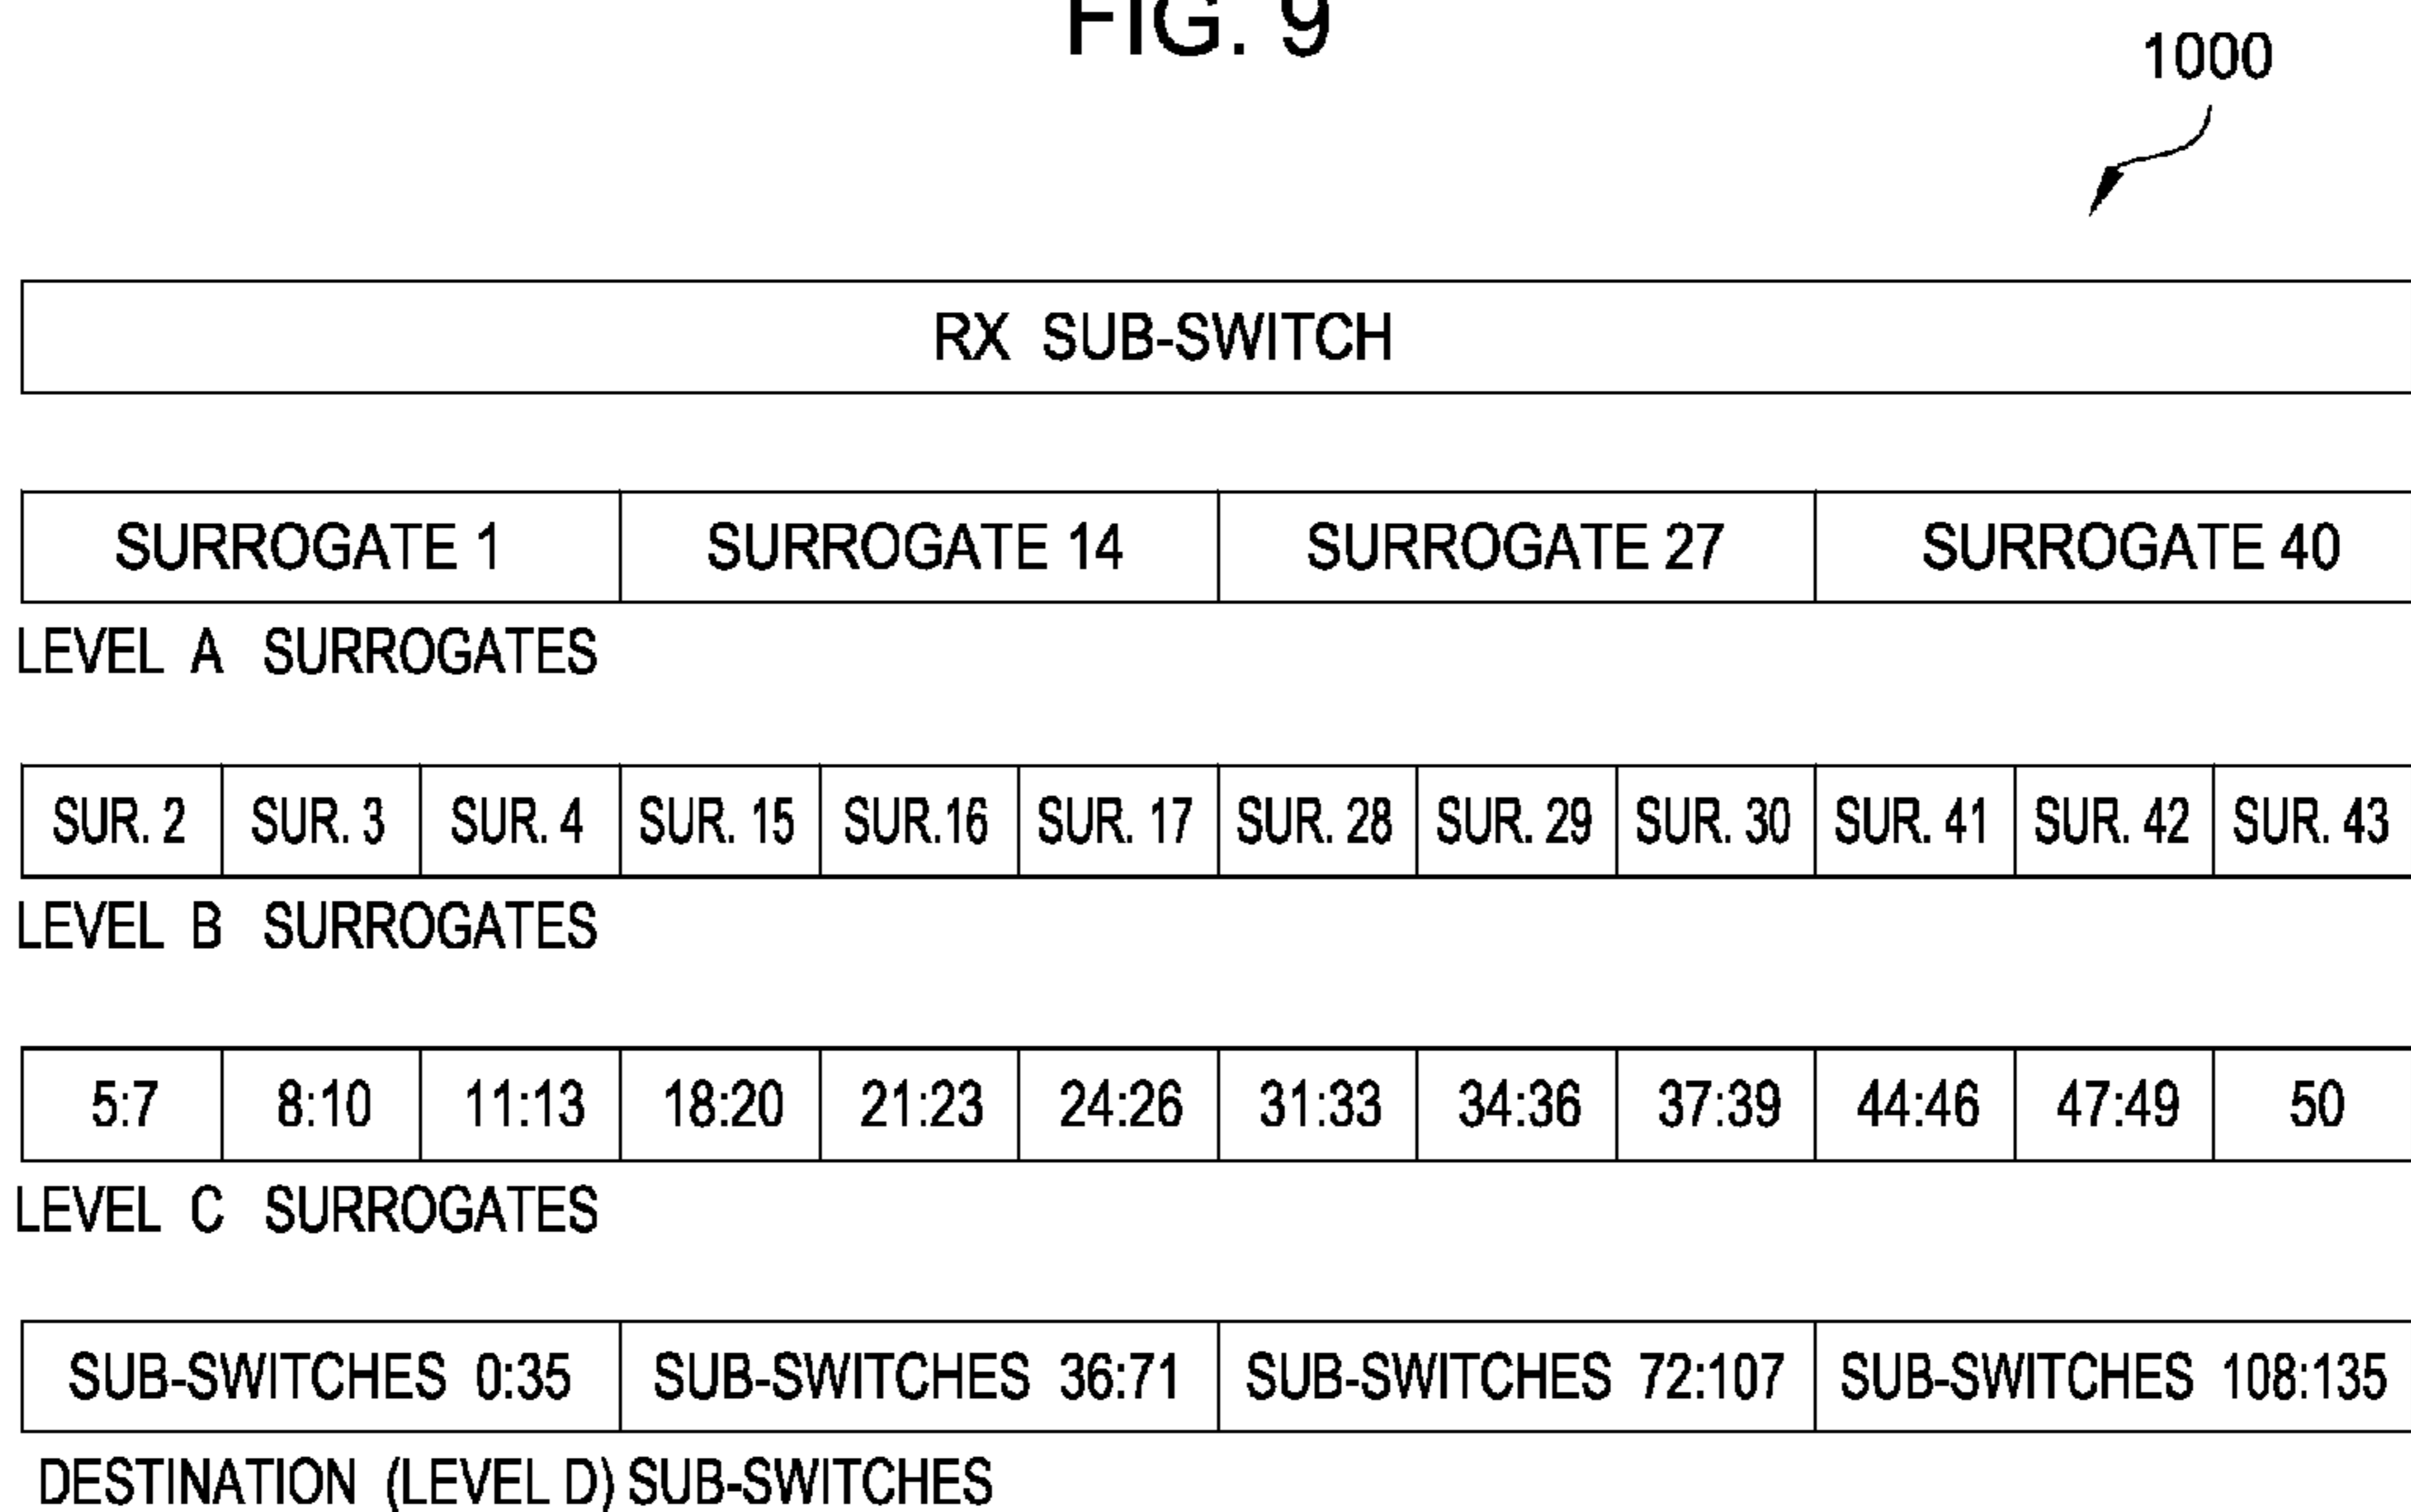 FIG. 9
1000
RX SUB-SWITCH
SURROGATE 1 SURROGATE 14 SURROGATE 27 SURROGATE 40
LEVEL A SURROGATES
SUR. 2 SUR. 3 SUR. 4 SUR. 15 SUR.16 SUR. 17 SUR. 28 SUR. 29 SUR. 30 SUR. 41 SUR. 42 SUR. 43
LEVEL B SURROGATES
5:7 8:10 11:13 18:20 21:23 24:26 31:33 34:36 37:39 44:46 47:49 50
LEVEL C SURROGATES
SUB-SWITCHES 0:35 SUB-SWITCHES 36:71 SUB-SWITCHES 72:107 SUB-SWITCHES 108:135
DESTINATION (LEVEL D) SUB-SWITCHES